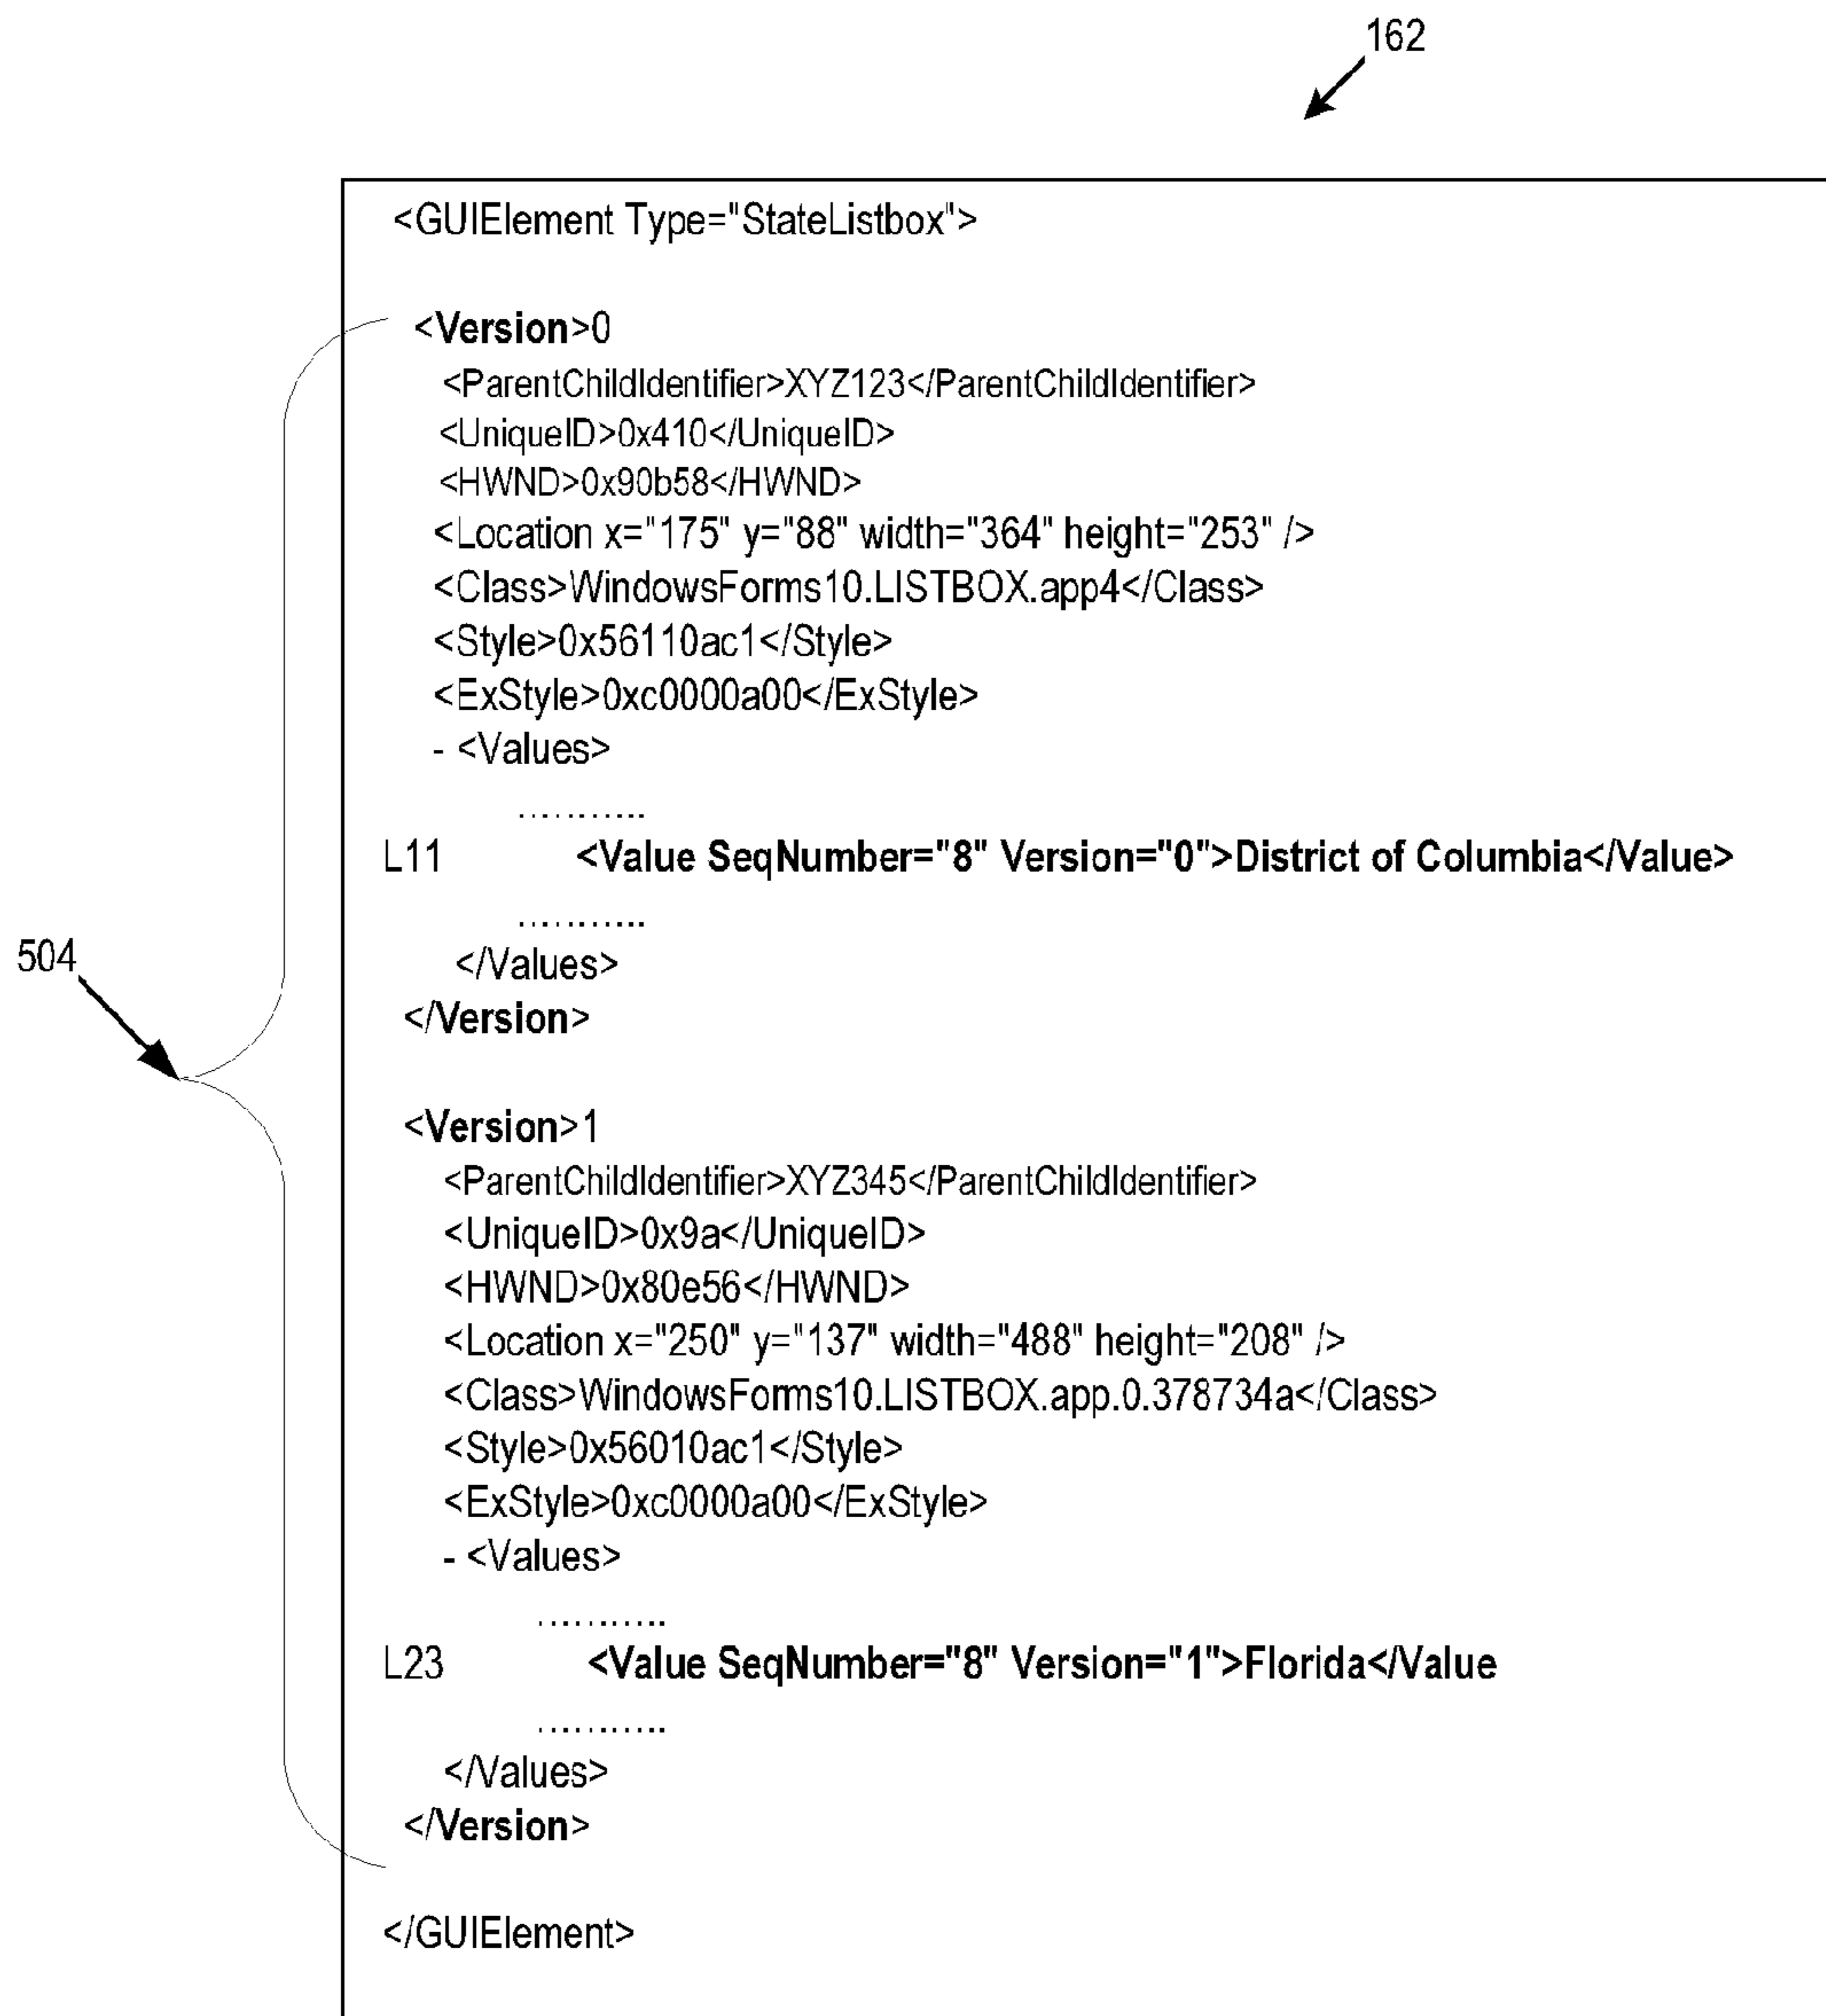 162
<GUIElement Type="StateListbox">
<Version>0
<ParentChildIdentifier>XYZ123</ParentChildIdentifier>
<UniqueID>0x410</UniqueID>
<HWND>0x90b58</HWND>
<Location x="175" y="88" width="364" height="253" />
<Class>WindowsForms10.LISTBOX.app4</Class>
<Style>0x56110ac1</Style>
<ExStyle>0xc0000a00</ExStyle>
- <Values>
...........
L11 <Value SeqNumber="8" Version="0">District of Columbia</Value>
...........
</Values>
504
</Version>
<Version>1
<ParentChildIdentifier>XYZ345</ParentChildIdentifier>
<UniqueID>0x9a</UniqueID>
<HWND>0x80e56</HWND>
<Location x="250" y="137" width="488" height="208" />
<Class>WindowsForms10.LISTBOX.app.0.378734a</Class>
<Style>0x56010ac1</Style>
<ExStyle>0xc0000a00</ExStyle>
- <Values>
...........
L23 <Value SeqNumber="8" Version="1">Florida</Value
...........
</Values>
</Version>
</GUIElement>